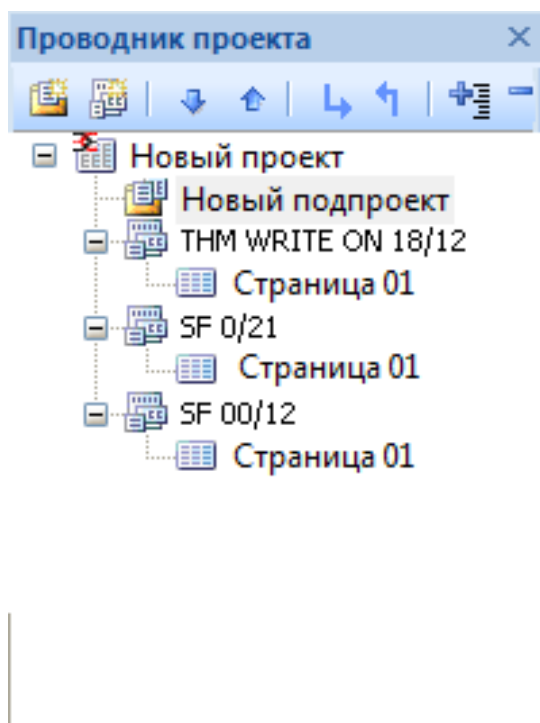 Проводник проекта
Новый проект
Новый подпроект
THM WRITE ON 18/12
Страница 01
SF 0/21
Страница 01
SF 00/12
Страница 01